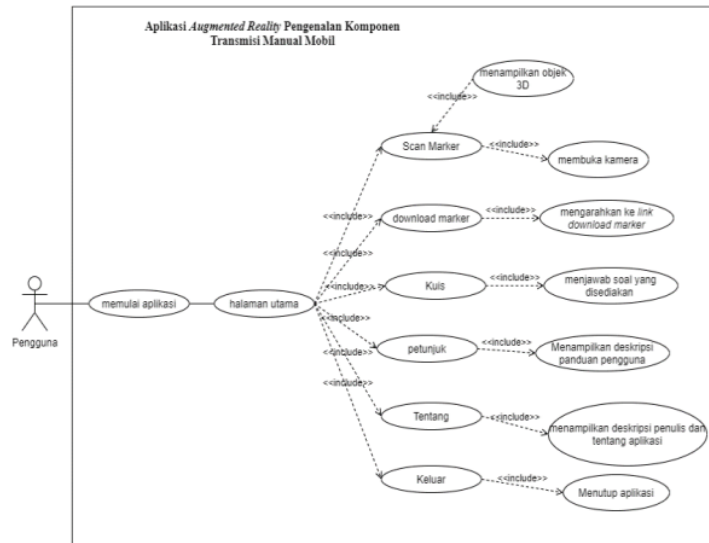 Aplikasi Augmented Reality Pengenalan Komponen
Transmisi Manual Mobil
menampilkan objek
3D
<<include>>
Scan Marker
<<include>>
membuka kamera
<<include>>
download marker
<<include>>
mengarahkan ke link
download marker
<<include>>
Kuis
<<include>>
menjawab soal yang
disediakan
<<include>>
Pengguna
memulai aplikasi
halaman utama
<<include>>
petunjuk
<<include>>
Menampilkan deskripsi
panduan pengguna
<<include>>
Tentang
<<include>>
menampilkan deskripsi penulis dan
tentang aplikasi
<<include>>
Keluar
<<include>>
Menutup aplikasi